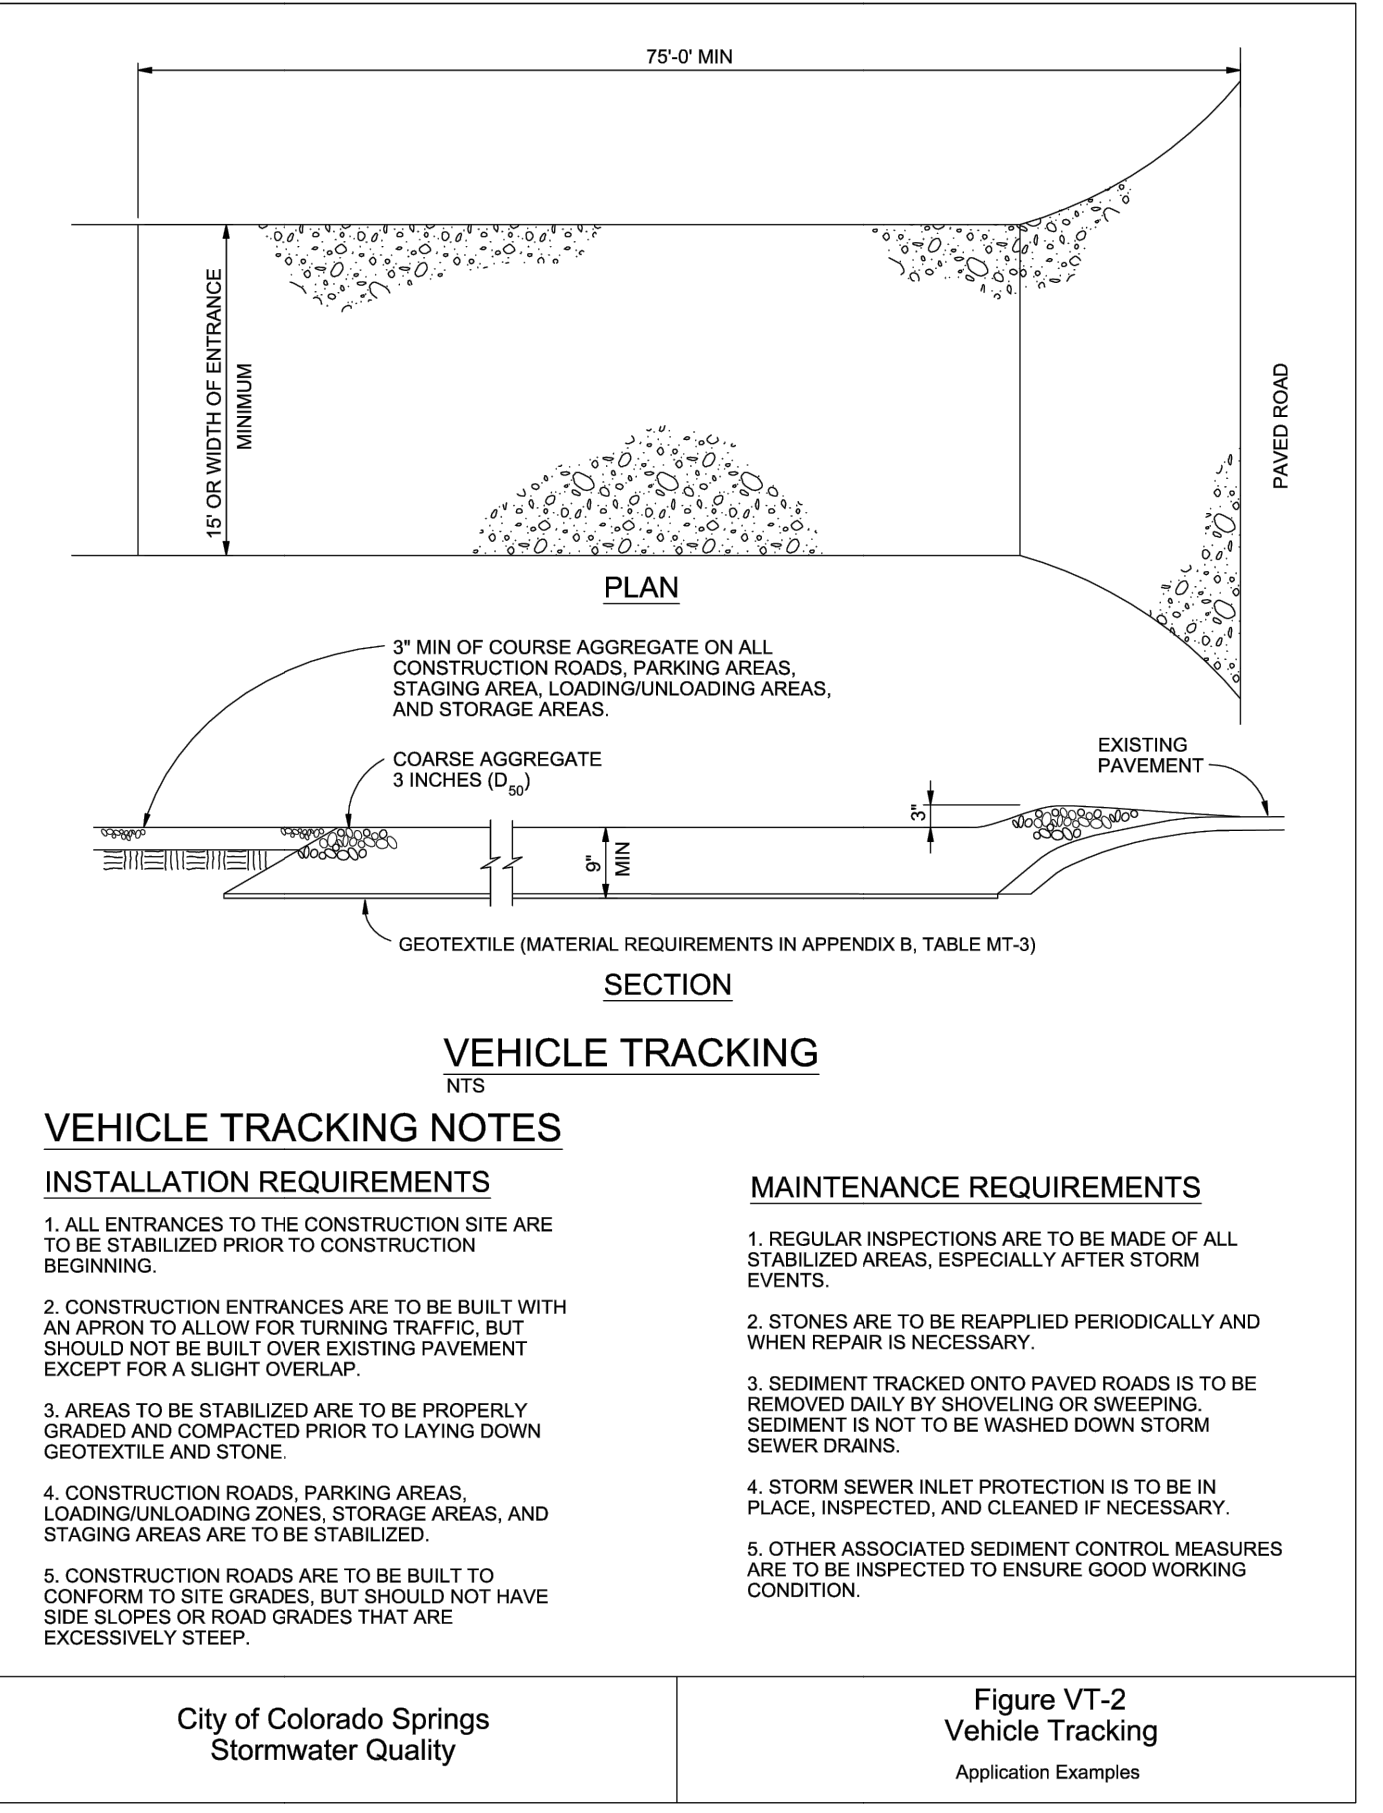 75'-0' MIN
15' OR WIDTH OF ENTRANCE
MINIMUM
PAVED ROAD
PLAN
3" MIN OF COURSE AGGREGATE ON ALL
CONSTRUCTION ROADS, PARKING AREAS,
STAGING AREA, LOADING/UNLOADING AREAS,
AND STORAGE AREAS.
COARSE AGGREGATE
3 INCHES (D50)
EXISTING
PAVEMENT
3"
9"
MIN
GEOTEXTILE (MATERIAL REQUIREMENTS IN APPENDIX B, TABLE MT-3)
SECTION
VEHICLE TRACKING
NTS
VEHICLE TRACKING NOTES
INSTALLATION REQUIREMENTS
1. ALL ENTRANCES TO THE CONSTRUCTION SITE ARE
TO BE STABILIZED PRIOR TO CONSTRUCTION
BEGINNING.
2. CONSTRUCTION ENTRANCES ARE TO BE BUILT WITH
AN APRON TO ALLOW FOR TURNING TRAFFIC, BUT
SHOULD NOT BE BUILT OVER EXISTING PAVEMENT
EXCEPT FOR A SLIGHT OVERLAP.
3. AREAS TO BE STABILIZED ARE TO BE PROPERLY
GRADED AND COMPACTED PRIOR TO LAYING DOWN
GEOTEXTILE AND STONE.
4. CONSTRUCTION ROADS, PARKING AREAS,
LOADING/UNLOADING ZONES, STORAGE AREAS, AND
STAGING AREAS ARE TO BE STABILIZED.
5. CONSTRUCTION ROADS ARE TO BE BUILT TO
CONFORM TO SITE GRADES, BUT SHOULD NOT HAVE
SIDE SLOPES OR ROAD GRADES THAT ARE
EXCESSIVELY STEEP.
MAINTENANCE REQUIREMENTS
1. REGULAR INSPECTIONS ARE TO BE MADE OF ALL
STABILIZED AREAS, ESPECIALLY AFTER STORM
EVENTS.
2. STONES ARE TO BE REAPPLIED PERIODICALLY AND
WHEN REPAIR IS NECESSARY.
3. SEDIMENT TRACKED ONTO PAVED ROADS IS TO BE
REMOVED DAILY BY SHOVELING OR SWEEPING.
SEDIMENT IS NOT TO BE WASHED DOWN STORM
SEWER DRAINS.
4. STORM SEWER INLET PROTECTION IS TO BE IN
PLACE, INSPECTED, AND CLEANED IF NECESSARY.
5. OTHER ASSOCIATED SEDIMENT CONTROL MEASURES
ARE TO BE INSPECTED TO ENSURE GOOD WORKING
CONDITION.
City of Colorado Springs
Stormwater Quality
Figure VT-2
Vehicle Tracking
Application Examples